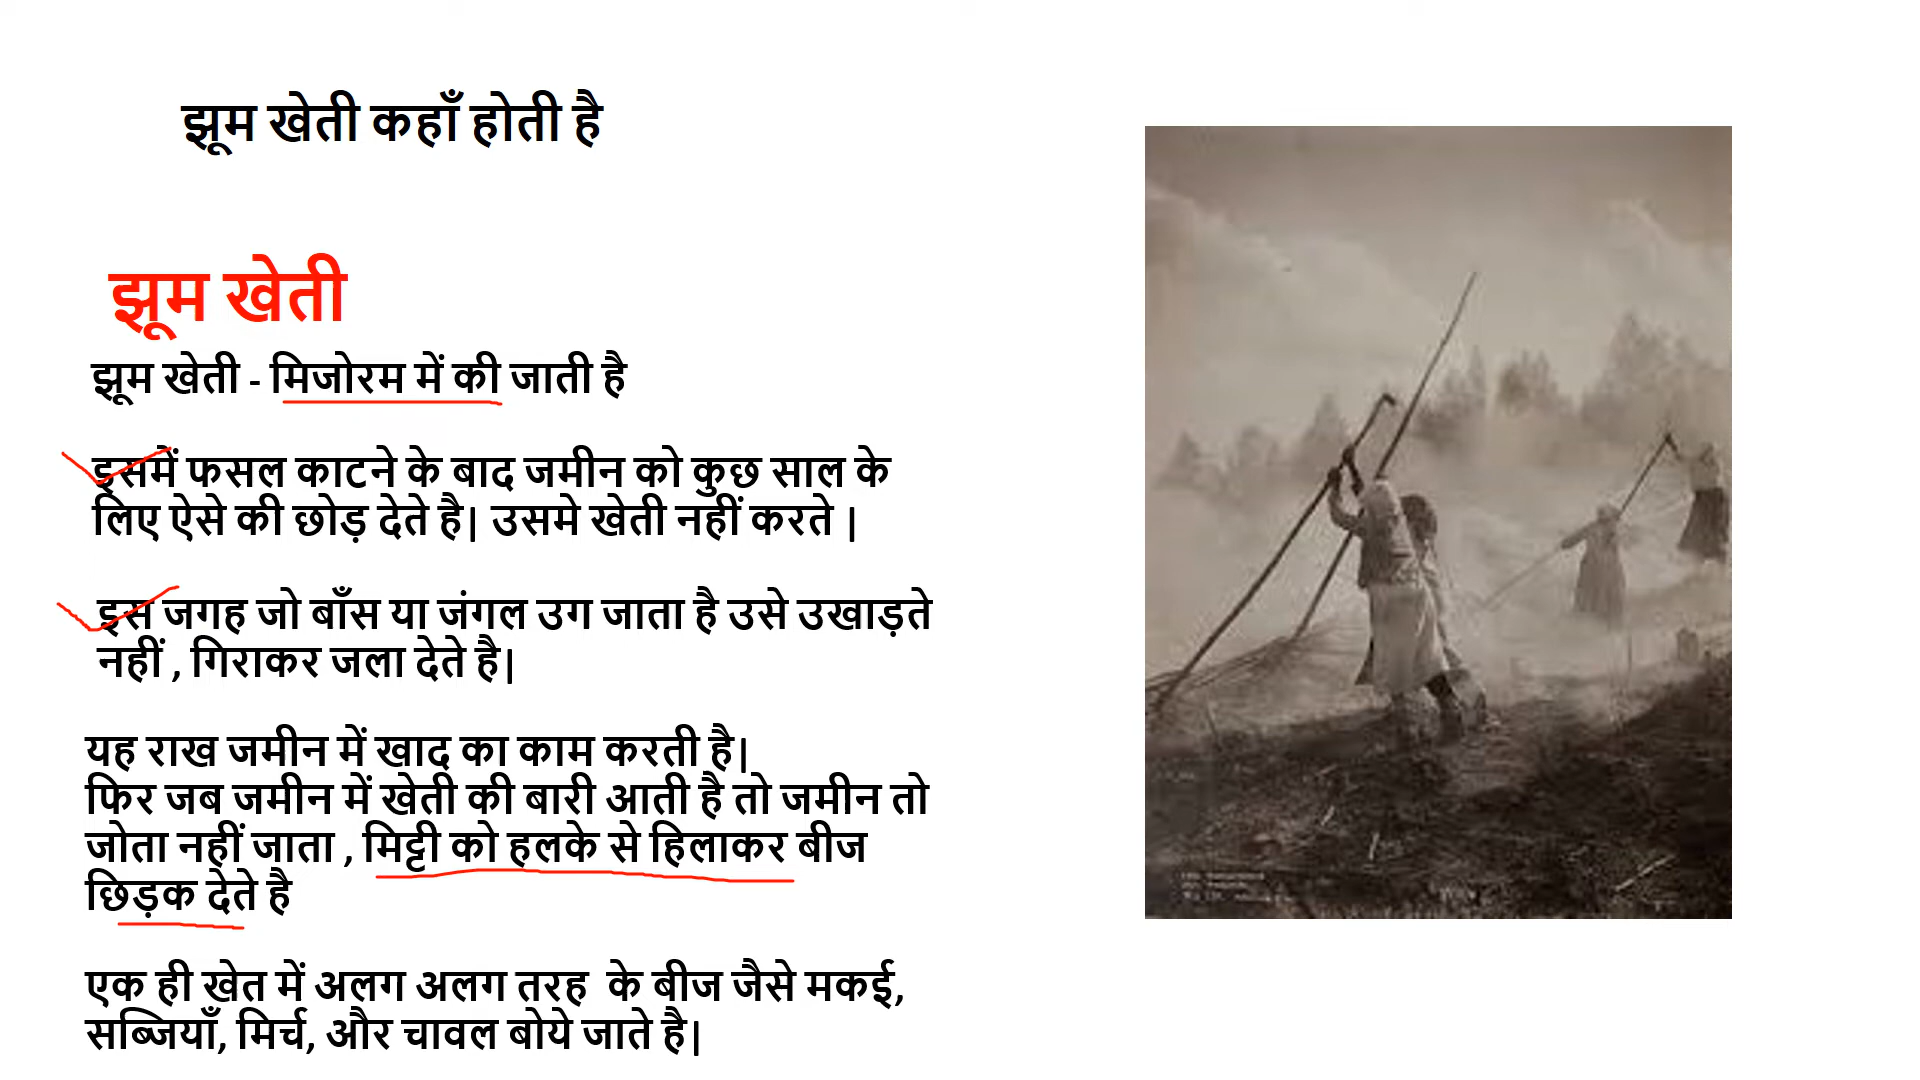 झूम खेती कहाँ होती है
झूम खेती
झूम खेती - मिजोरम में की जाती है
इसमें फसल काटने के बाद जमीन को कुछ साल के
लिए ऐसे की छोड़ देते है| उसमे खेती नहीं करते |
इस जगह जो बाँस या जंगल उग जाता है उसे उखाड़ते
नहीं , गिराकर जला देते है|
यह राख जमीन में खाद का काम करती है|
फिर जब जमीन में खेती की बारी आती है तो जमीन तो
जोता नहीं जाता , मिट्टी को हलके से हिलाकर बीज
छिड़क देते है
एक ही खेत में अलग अलग तरह के बीज जैसे मकई,
सब्जियाँ, मिर्च, और चावल बोये जाते है|